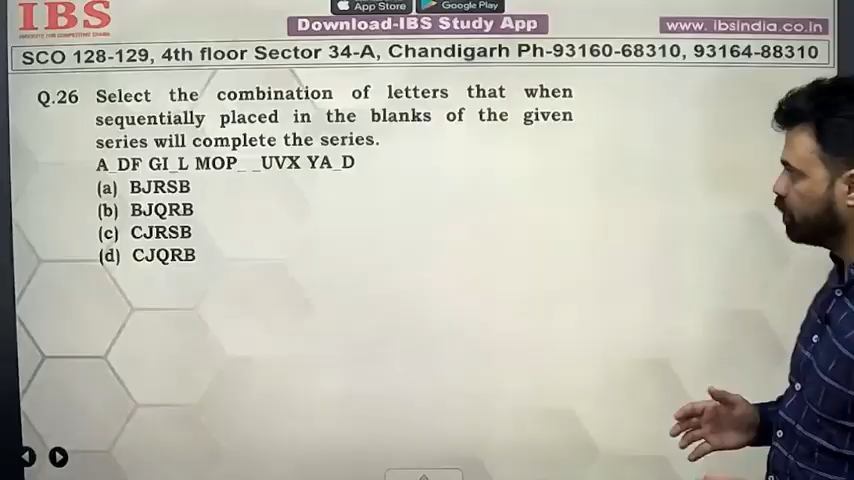 IBS
App Store
Google Play
Download-IBS Study App
www. ibsindia.co.in
SCO 128-129, 4th floor Sector 34-A, Chandigarh Ph-93160-68310, 93164-88310
Q.26 Select the combination of letters that when
sequentially placed in the blanks of the given
series will complete the series.
A_DF GI_L MOP_ _UVX YA_D
(a) BJRSB
(b) BJQRB
(c) CJRSB
(d) CJQRB